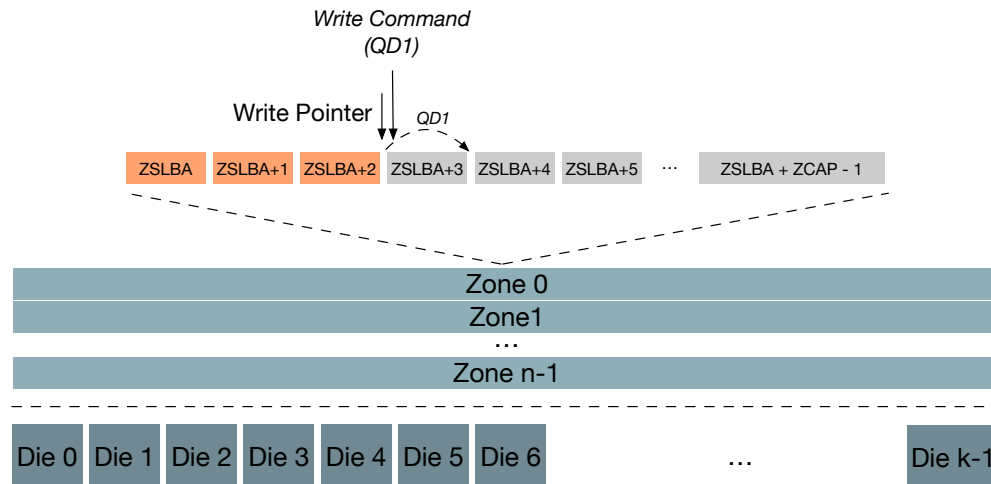 Write Command
(QD1)
Write Pointer
QD1
ZSLBA ZSLBA+1 ZSLBA+2 ZSLBA+3 ZSLBA+4 ZSLBA+5 ... ZSLBA + ZCAP - 1
Zone 0
Zone1
...
Zone n-1
Die 0 Die 1 Die 2 Die 3 Die 4 Die 5 Die 6 ... Die k-1